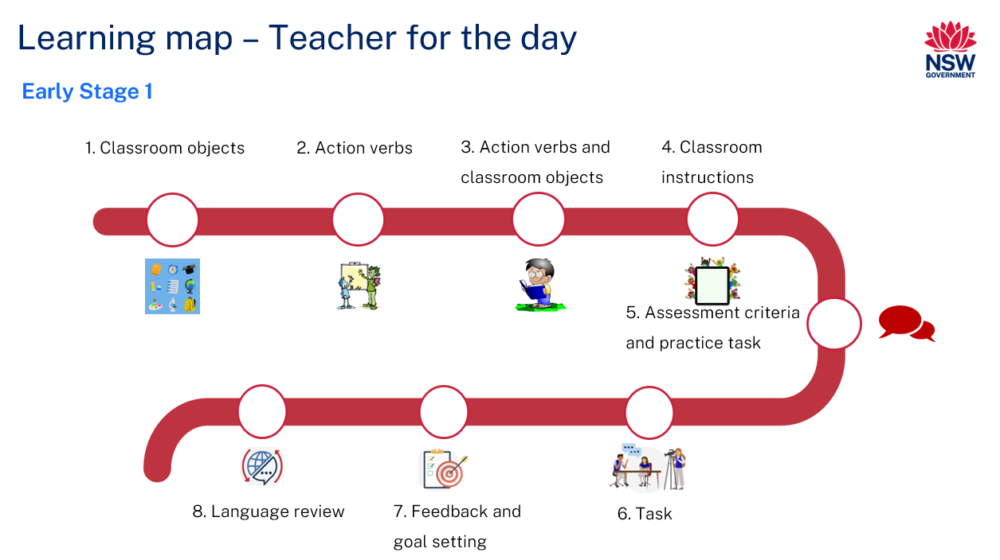 Learning map – Teacher for the day
NSW
GOVERNMENT
Early Stage 1
1. Classroom objects
2. Action verbs
3. Action verbs and
classroom objects
4. Classroom
instructions
5. Assessment criteria
and practice task
6. Task
7. Feedback and
goal setting
8. Language review